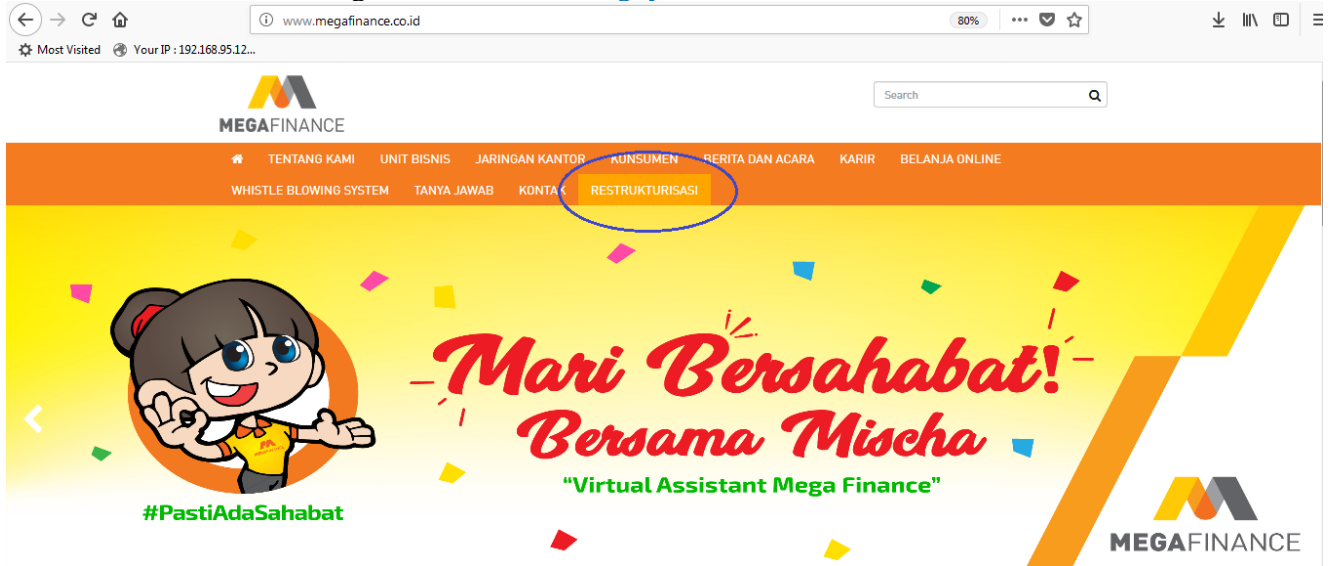 www.megafinance.co.id
80%
Most Visited Your IP : 192.168.95.12...
MEGAFINANCE
Search
TENTANG KAMI UNIT BISNIS JARINGAN KANTOR KONSUMEN BERITA DAN ACARA KARIR BELANJA ONLINE
WHISTLE BLOWING SYSTEM TANYA JAWAB KONTAK RESTRUKTURISASI
Mari Bersahabat!
Bersama Mischa
“Virtual Assistant Mega Finance”
#PastiAdaSahabat
MEGAFINANCE